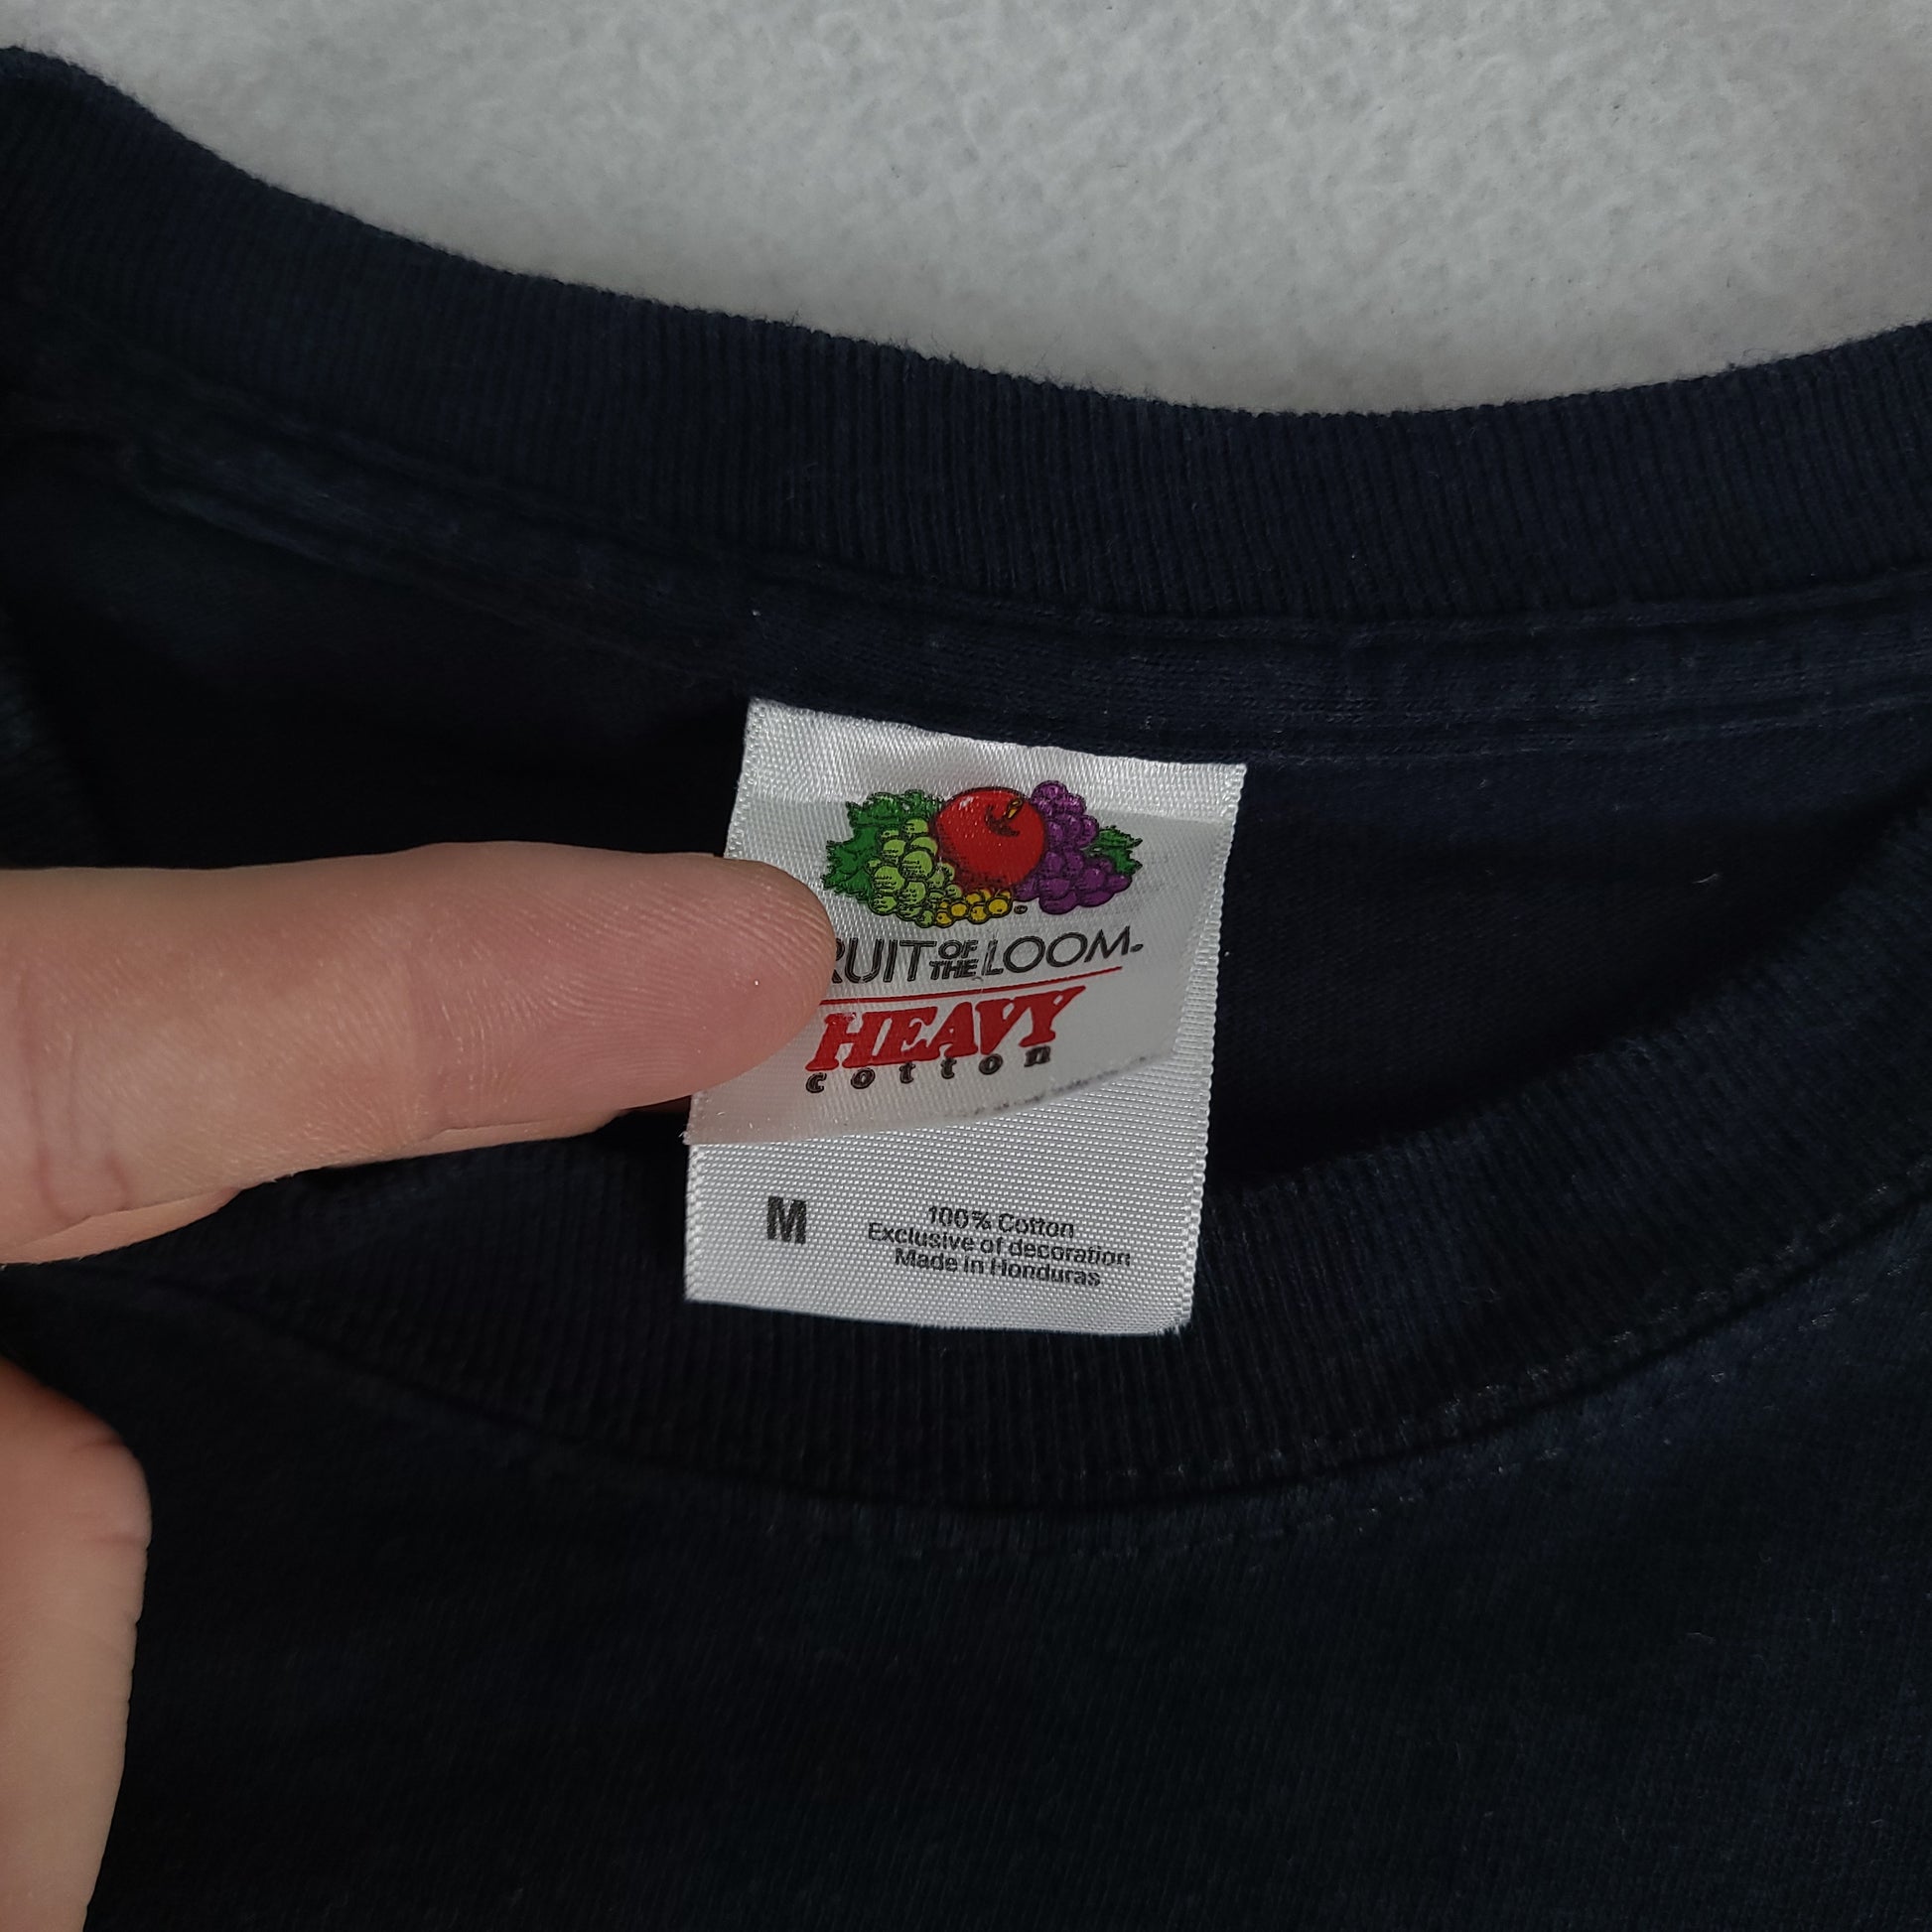 RUIT OF THE LOOM
HEAVY
cotton
M
100% Cotton
Exclusive of decoration
Made in Honduras